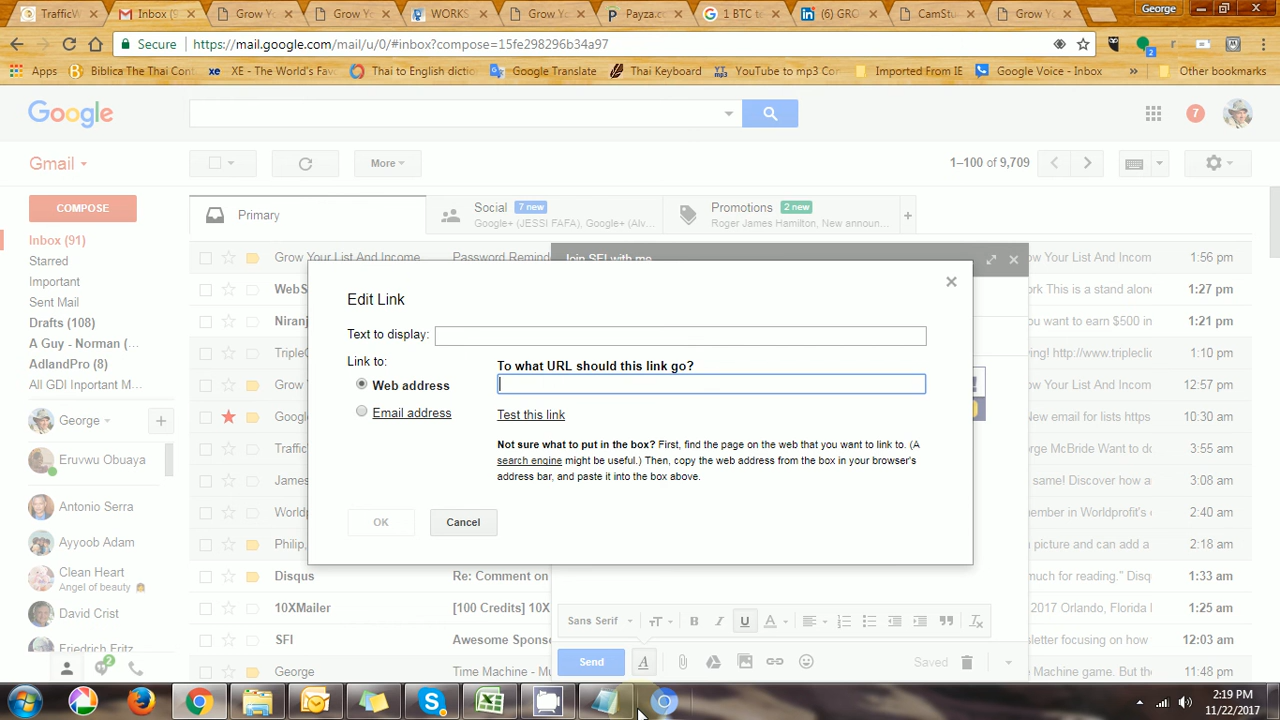 TrafficW
Inbox (9
Grow Yo
Grow Yo
WORKS
Grow Yo
Payza.co
1 BTC to
(6) GRO
CamStu
Grow Yo
George
Secure
https://mail.google.com/mail/u/0/#inbox?compose=15fe298296b34a97
Apps
Biblica The Thai Cont
XE - The World's Fav
Thai to English dictio
Google Translate
Thai Keyboard
YouTube to mp3 Con
Imported From IE
Google Voice - Inbox
»
Other bookmarks
Google
7
Gmail
More
1–100 of 9,709
COMPOSE
Primary
Social
7 new
Google+ (JESSI FAFA), Google+ (Alv...
Promotions
2 new
Roger James Hamilton, New announ...
+
Inbox (91)
Starred
Important
Sent Mail
Drafts (108)
A Guy - Norman (...
AdlandPro (8)
All GDI Inportant M...
George
+
Eruvwu Obuaya
Antonio Serra
Ayyoob Adam
Clean Heart
Angel of beauty
David Crist
Friedrich Fritz
2
Grow Your List And Income
Password Remind
Join SFI with me
row Your List And Incom
1:56 pm
WebS
ork This is a stand alone
1:27 pm
Niranj
ou want to earn $500 in
1:21 pm
TripleC
ving! http://www.tripleclic
1:10 pm
Grow Y
row Your List And Incom
12:57 pm
Googl
New email for lists https
10:30 am
Traffic
orge McBride Want to dr
3:55 am
James
same! Discover how a
3:08 am
Worldp
ember in Worldprofit's d
2:40 am
Philip,
n picture and can add a
2:18 am
Disqus
Re: Comment on
much for reading." Disq
1:33 am
10XMailer
[100 Credits] 10X
2017 Orlando, Florida I
1:25 am
SFI
Awesome Sponso
letter focusing on how
12:03 am
George
Time Machine - Mu
e Machine game. But the
11:48 pm
Edit Link
Text to display:
Link to:
Web address
Email address
To what URL should this link go?
Test this link
Not sure what to put in the box? First, find the page on the web that you want to link to. (A
search engine might be useful.) Then, copy the web address from the box in your browser's
address bar, and paste it into the box above.
OK
Cancel
Sans Serif
B
I
U
A
Send
A
Saved
2:19 PM
11/22/2017